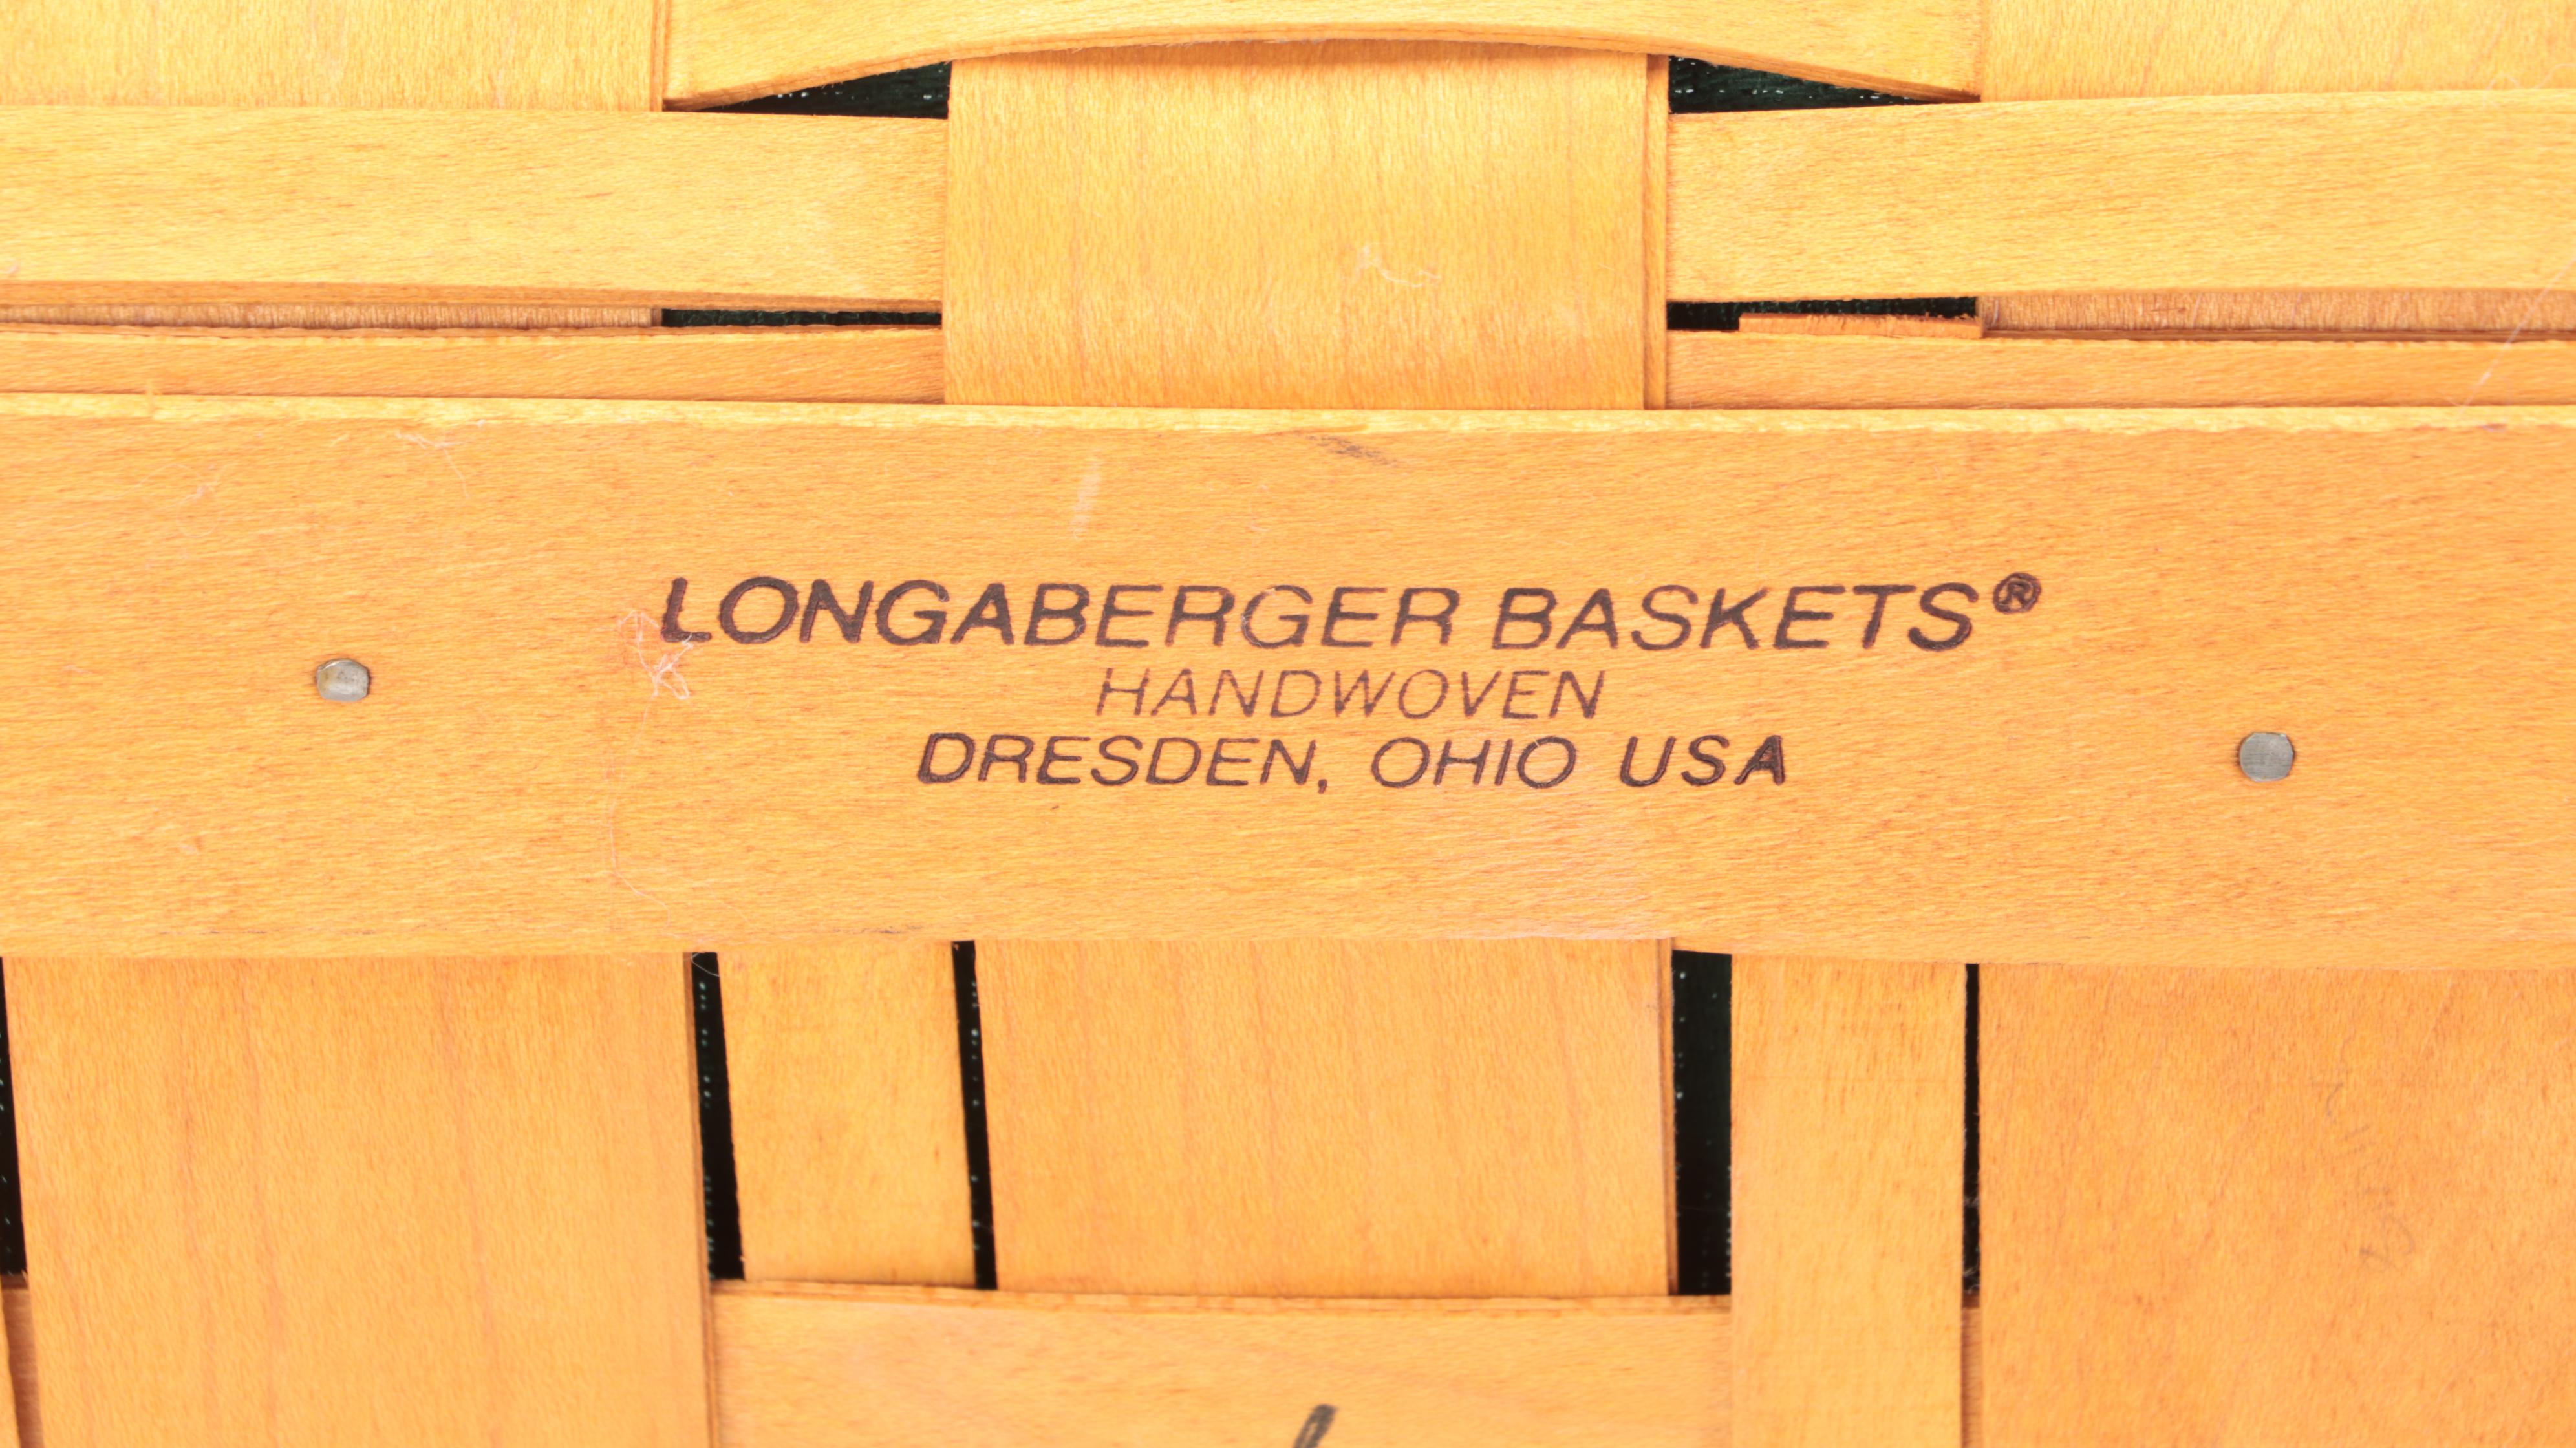 LONGABERGER BASKETS®
HANDWOVEN
DRESDEN, OHIO USA